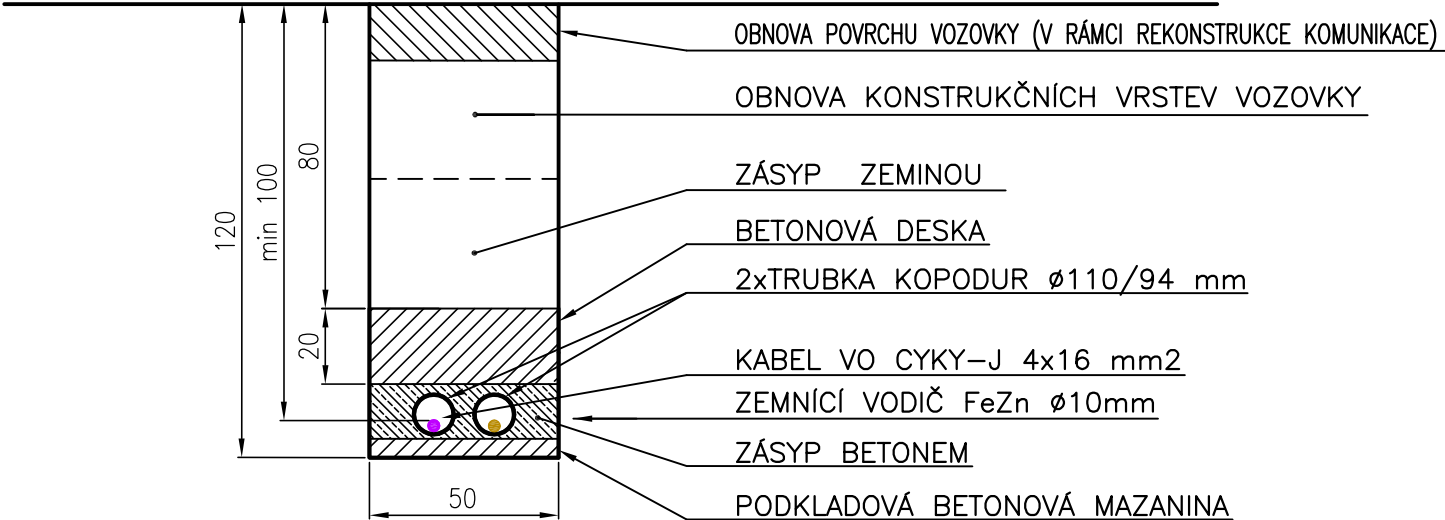 OBNOVA POVRCHU VOZOVKY (V RÁMCI REKONSTRUKCE KOMUNIKACE)
OBNOVA KONSTRUKČNÍCH VRSTEV VOZOVKY
ZÁSYP ZEMINOU
BETONOVÁ DESKA
2xTRUBKA KOPODUR ø110/94 mm
KABEL VO CYKY-J 4x16 mm2
ZEMNÍCÍ VODIČ FeZn ø10mm
ZÁSYP BETONEM
PODKLADOVÁ BETONOVÁ MAZANINA
120
min 100
80
20
50